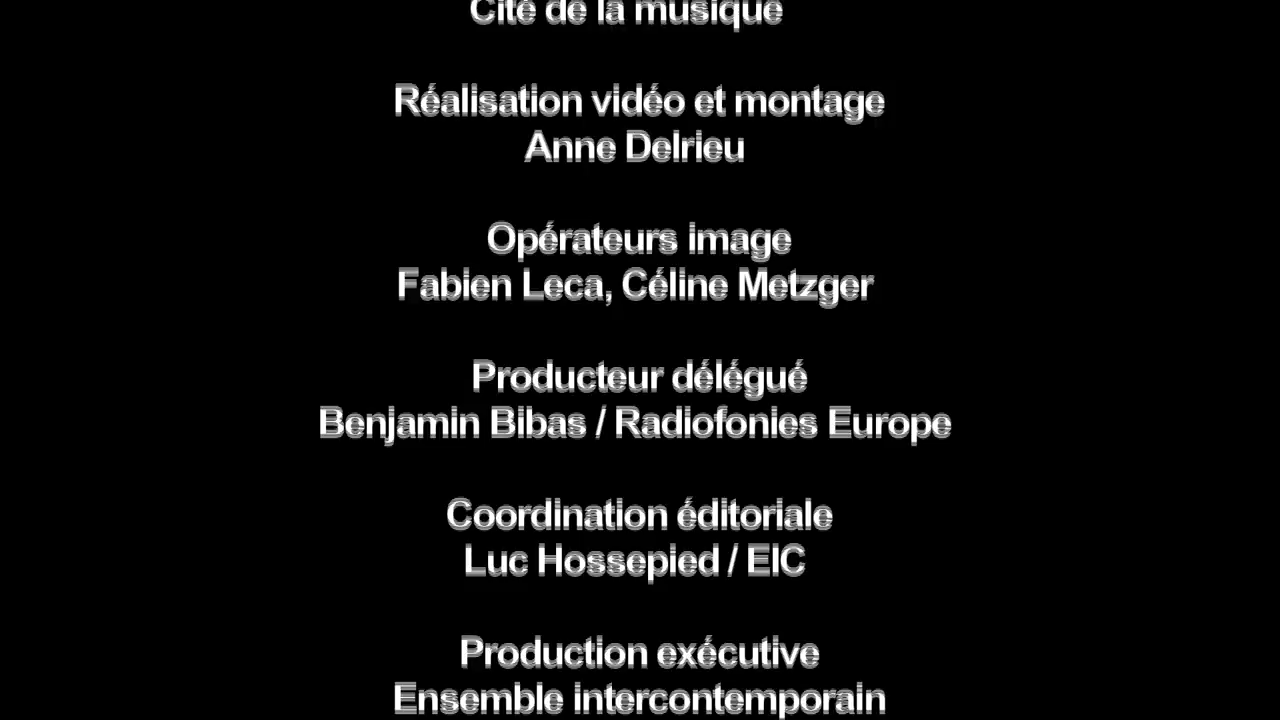 Cité de la musique
Réalisation vidéo et montage
Anne Delrieu
Opérateurs image
Fabien Leca, Céline Metzger
Producteur délégué
Benjamin Bibas / Radiofonies Europe
Coordination éditoriale
Luc Hossepied / EIC
Production exécutive
Ensemble intercontemporain